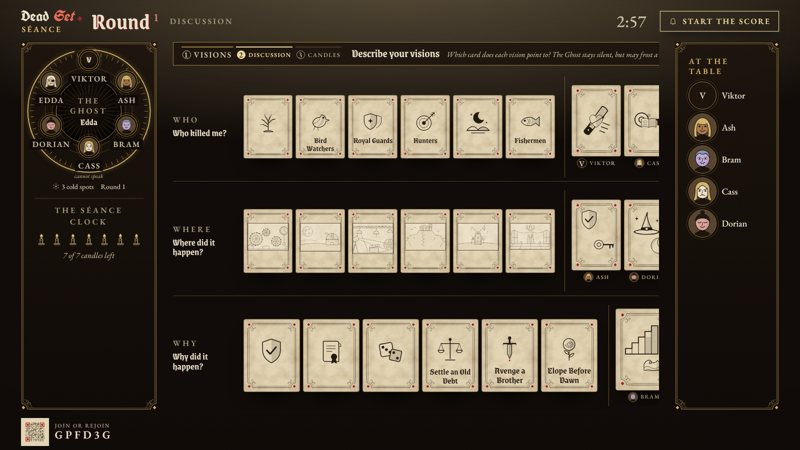 Dead Set
SÉANCE
Round 1
DISCUSSION
2:57
START THE SCORE
V
VIKTOR
EDDA
ASH
THE GHOST
Edda
DORIAN
BRAM
CASS
cannot speak
3 cold spots Round 1
THE SÉANCE
CLOCK
7 of 7 candles left
1 VISIONS 2 DISCUSSION 3 CANDLES
Describe your visions
Which card does each vision point to? The Ghost stays silent, but may frost a
WHO
Who killed me?
Bird
Watchers
Royal Guards
Hunters
Fishermen
V VIKTOR
CAS
WHERE
Where did it
happen?
ASH
DORI
WHY
Why did it
happen?
Settle an Old
Debt
Avenge a
Brother
Elope Before
Dawn
BRAM
AT THE
TABLE
V Viktor
Ash
Bram
Cass
Dorian
JOIN OR REJOIN
GPFD3G